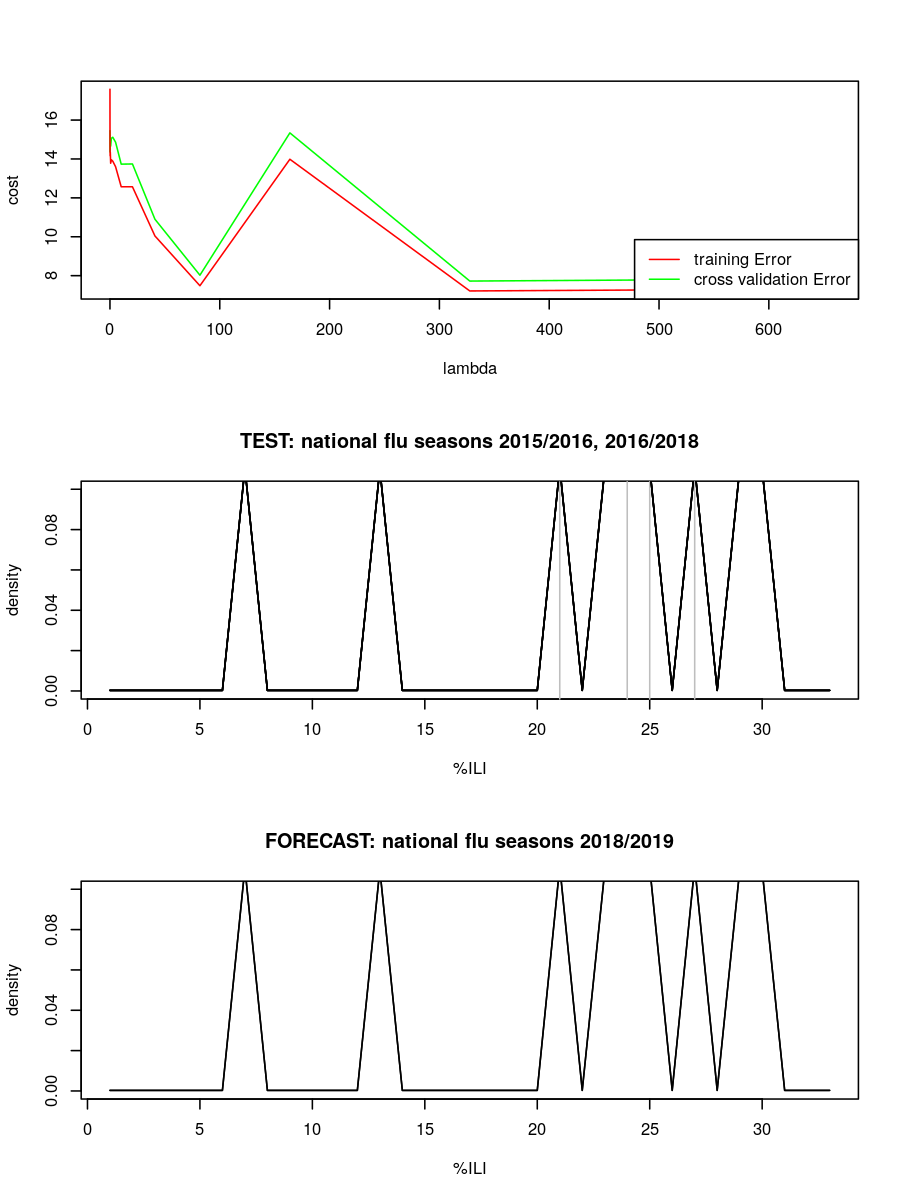 cost
8 10 12 14 16
training Error
cross validation Error
0 100 200 300 400 500 600
lambda
TEST: national flu seasons 2015/2016, 2016/2018
density
0.00 0.04 0.08
0 5 10 15 20 25 30
%ILI
FORECAST: national flu seasons 2018/2019
density
0.00 0.04 0.08
0 5 10 15 20 25 30
%ILI